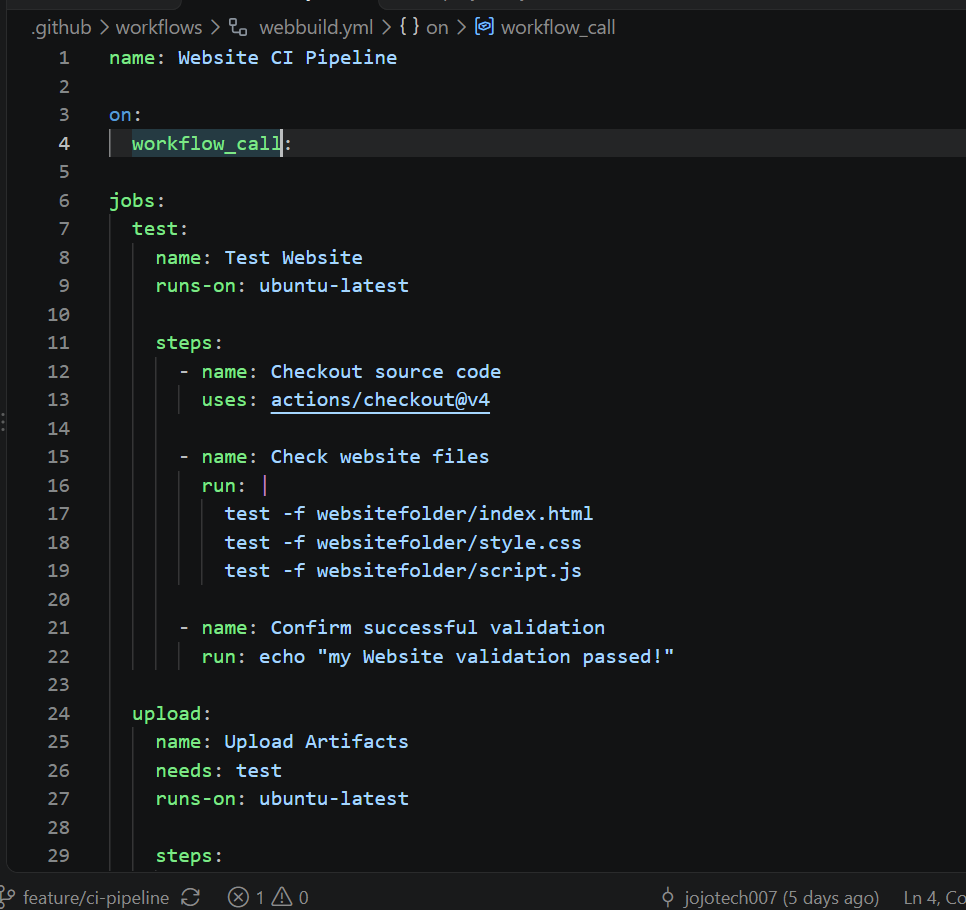 .github > workflows > webbuild.yml > { } on > workflow_call
1 name: Website CI Pipeline
2
3 on:
4 workflow_call:
5
6 jobs:
7 test:
8 name: Test Website
9 runs-on: ubuntu-latest
10
11 steps:
12 - name: Checkout source code
13 uses: actions/checkout@v4
14
15 - name: Check website files
16 run: |
17 test -f websitefolder/index.html
18 test -f websitefolder/style.css
19 test -f websitefolder/script.js
20
21 - name: Confirm successful validation
22 run: echo "my Website validation passed!"
23
24 upload:
25 name: Upload Artifacts
26 needs: test
27 runs-on: ubuntu-latest
28
29 steps:
feature/ci-pipeline 1 0 jojotech007 (5 days ago) Ln 4, Co